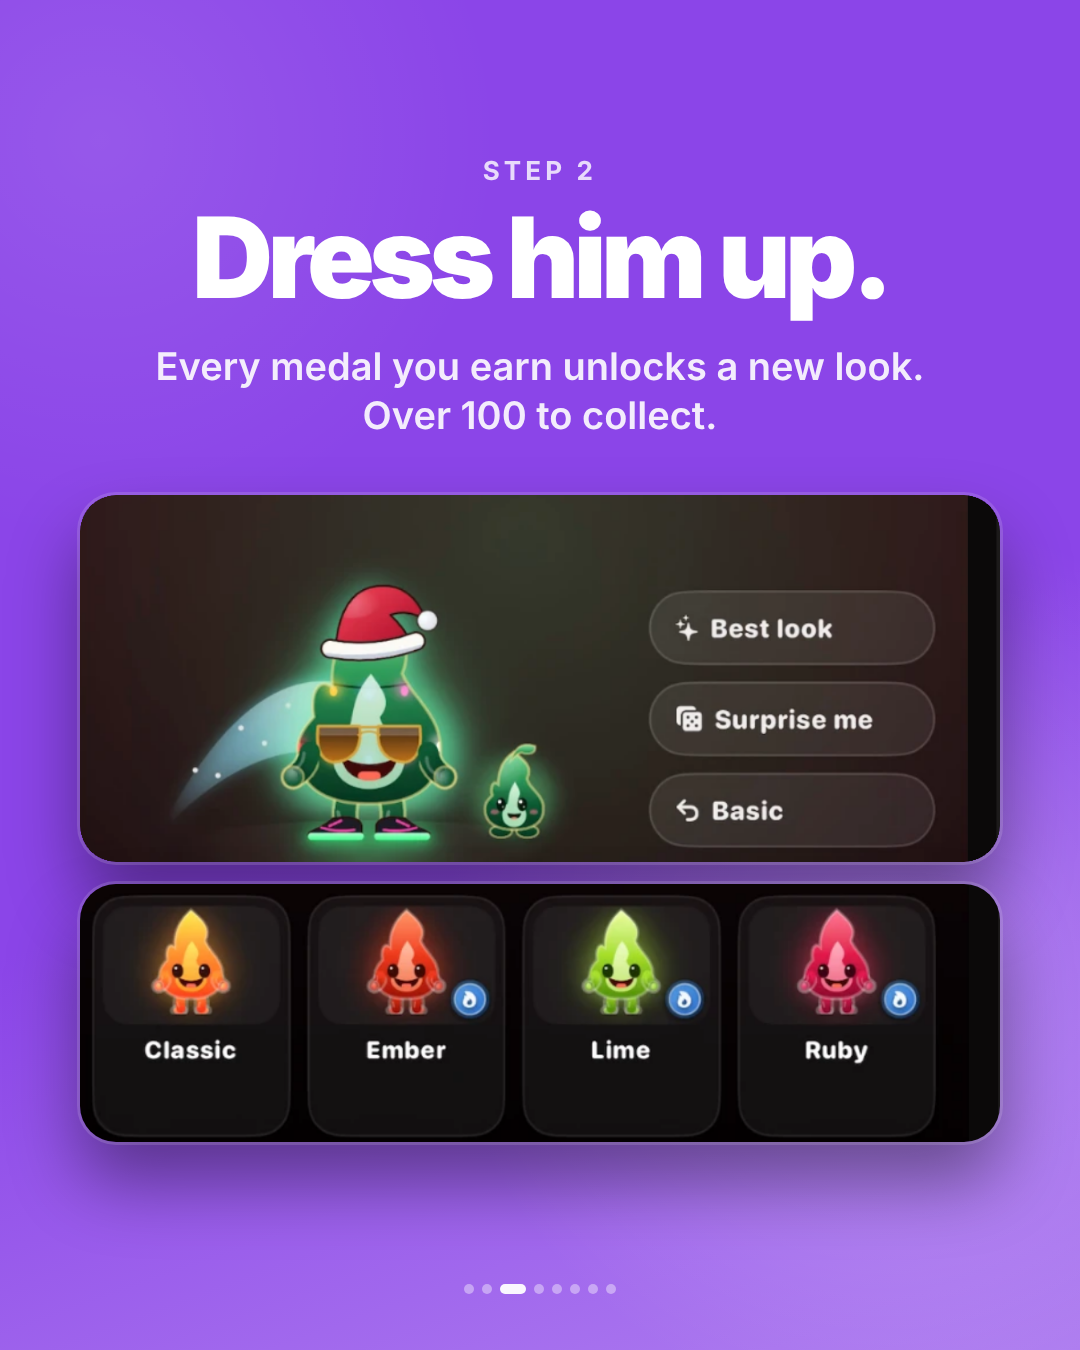 STEP 2
Dress him up.
Every medal you earn unlocks a new look.
Over 100 to collect.
Best look
Surprise me
Basic
Classic
Ember
Lime
Ruby